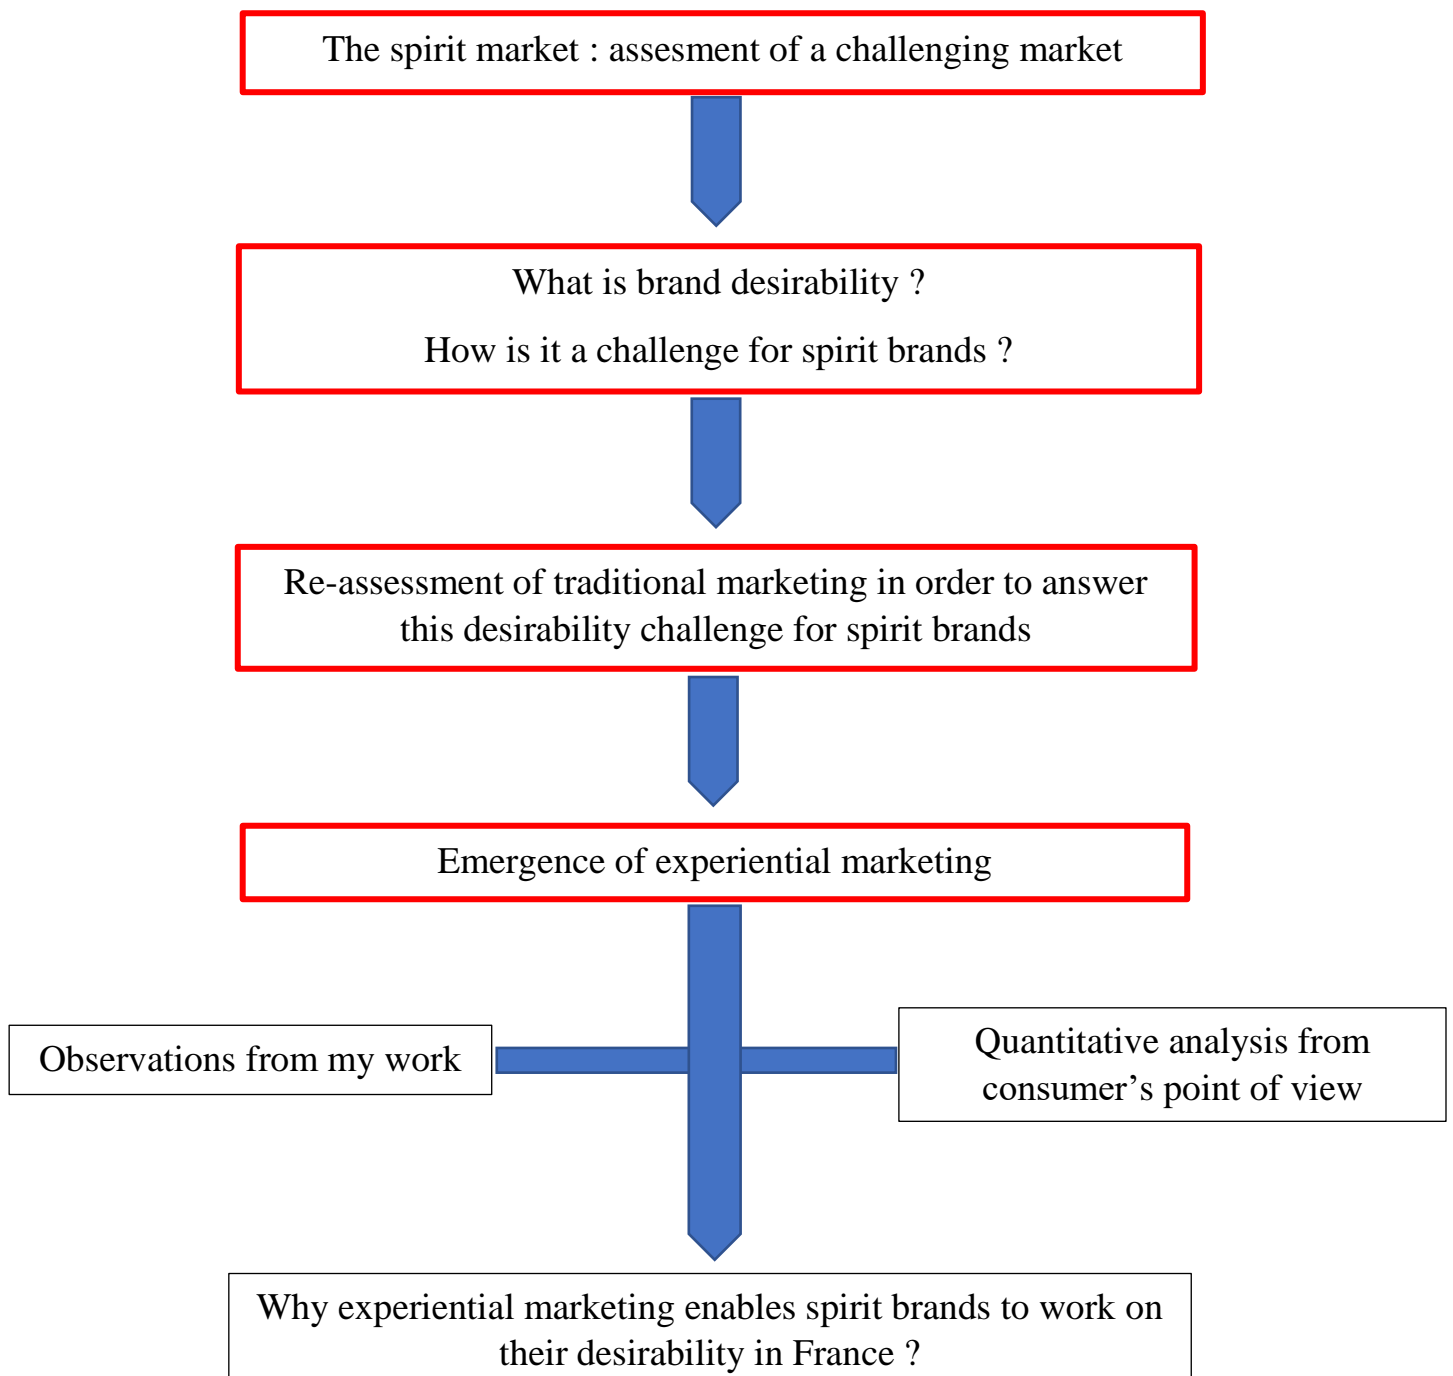 The spirit market : assesment of a challenging market
What is brand desirability ?
How is it a challenge for spirit brands ?
Re-assessment of traditional marketing in order to answer
this desirability challenge for spirit brands
Emergence of experiential marketing
Observations from my work
Quantitative analysis from
consumer’s point of view
Why experiential marketing enables spirit brands to work on
their desirability in France ?